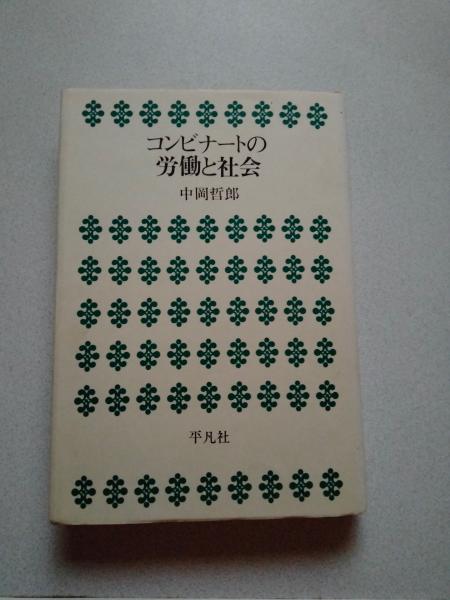 コンビナートの
労働と社会
中岡哲郎
平凡社